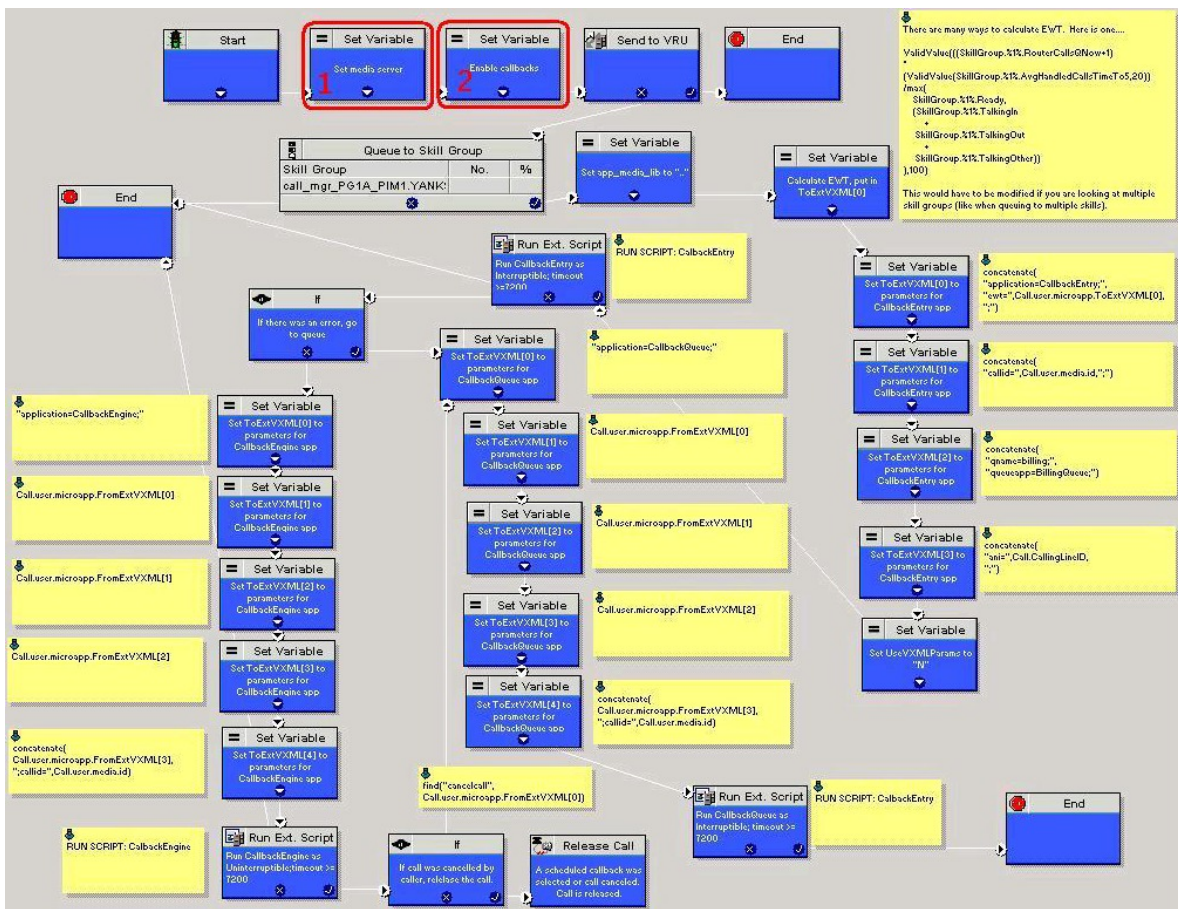 Start
Set Variable
Set media server
1
Set Variable
Enable callbacks
2
Send to VRU
End
There are many ways to calculate EWT. Here is one....
ValidValue(((SkillGroup.%1%.RouterCallsQNow+1)
*
(ValidValue(SkillGroup.%1%.AvgHandledCallsTimeTo5,20))
/max(
SkillGroup.%1%.Ready,
(SkillGroup.%1%.TalkingIn
+
SkillGroup.%1%.TalkingOut
+
SkillGroup.%1%.TalkingOther))
),100)
This would have to be modified if you are looking at multiple
skill groups (like when queuing to multiple skills).
Queue to Skill Group
Skill Group No. %
call_mgr_PG1A_PIM1.YANK
Set Variable
Set app_media_lib to ".."
Set Variable
Calculate EWT, put in
ToExtVXML[0]
End
Run Ext. Script
Run CallbackEntry as
Interruptible; timeout
>=7200
RUN SCRIPT: CalbackEntry
Set Variable
Set ToExtVXML[0] to
parameters for
CallbackEntry app
concatenate(
"application=CallbackEntry;",
"ewt=",Call.user.microapp.ToExtVXML[0],
";")
If
If there was an error, go
to queue
Set Variable
Set ToExtVXML[0] to
parameters for
CallbackQueue app
"application=CallbackQueue;"
Set Variable
Set ToExtVXML[1] to
parameters for
CallbackEntry app
concatenate(
"callid=",Call.user.media.id,";")
"application=CallbackEngine;"
Set Variable
Set ToExtVXML[0] to
parameters for
CallbackEngine app
Set Variable
Set ToExtVXML[1] to
parameters for
CallbackQueue app
Call.user.microapp.FromExtVXML[0]
Set Variable
Set ToExtVXML[2] to
parameters for
CallbackEntry app
concatenate(
"qname=billing;",
"queueapp=BillingQueue;")
Call.user.microapp.FromExtVXML[0]
Set Variable
Set ToExtVXML[1] to
parameters for
CallbackEngine app
Set Variable
Set ToExtVXML[2] to
parameters for
CallbackQueue app
Call.user.microapp.FromExtVXML[1]
Set Variable
Set ToExtVXML[3] to
parameters for
CallbackEntry app
concatenate(
"ani=",Call.CallingLineID,
";")
Call.user.microapp.FromExtVXML[1]
Set Variable
Set ToExtVXML[2] to
parameters for
CallbackEngine app
Set Variable
Set ToExtVXML[3] to
parameters for
CallbackQueue app
Call.user.microapp.FromExtVXML[2]
Set Variable
Set UseVXMLParams to
"N"
Call.user.microapp.FromExtVXML[2]
Set Variable
Set ToExtVXML[3] to
parameters for
CallbackEngine app
Set Variable
Set ToExtVXML[4] to
parameters for
CallbackQueue app
concatenate(
Call.user.microapp.FromExtVXML[3],
";callid=",Call.user.media.id)
concatenate(
Call.user.microapp.FromExtVXML[3],
";callid=",Call.user.media.id)
Set Variable
Set ToExtVXML[4] to
parameters for
CallbackEngine app
find("cancelcall",
Call.user.microapp.FromExtVXML[0])
Run Ext. Script
Run CallbackQueue as
Interruptible; timeout >=
7200
RUN SCRIPT: CalbackEntry
End
RUN SCRIPT: CalbackEngine
Run Ext. Script
Run CallbackEngine as
Uninterruptible;timeout >=
7200
If
If call was cancelled by
caller, relelase the call.
Release Call
A scheduled callback was
selected or call canceled.
Call is released.